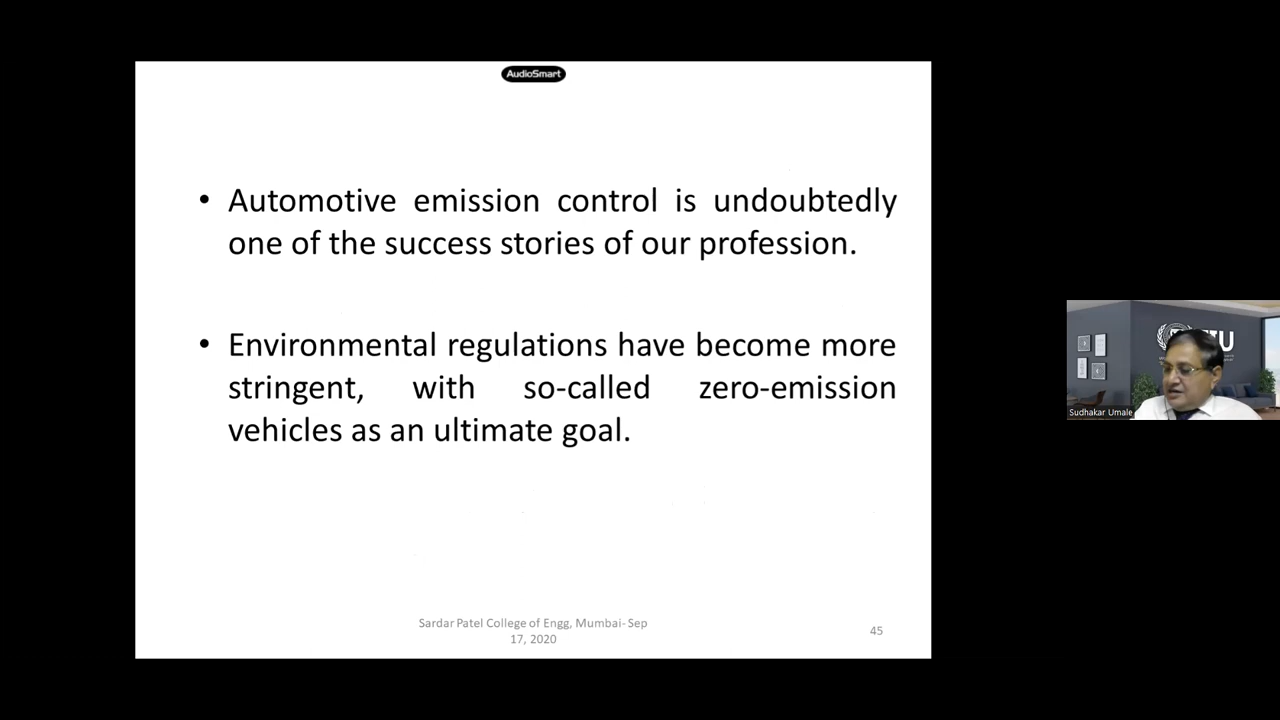 AudioSmart
• Automotive emission control is undoubtedly
one of the success stories of our profession.
• Environmental regulations have become more
stringent, with so-called zero-emission
vehicles as an ultimate goal.
Sudhakar Umale
Sardar Patel College of Engg, Mumbai- Sep
17, 2020
45